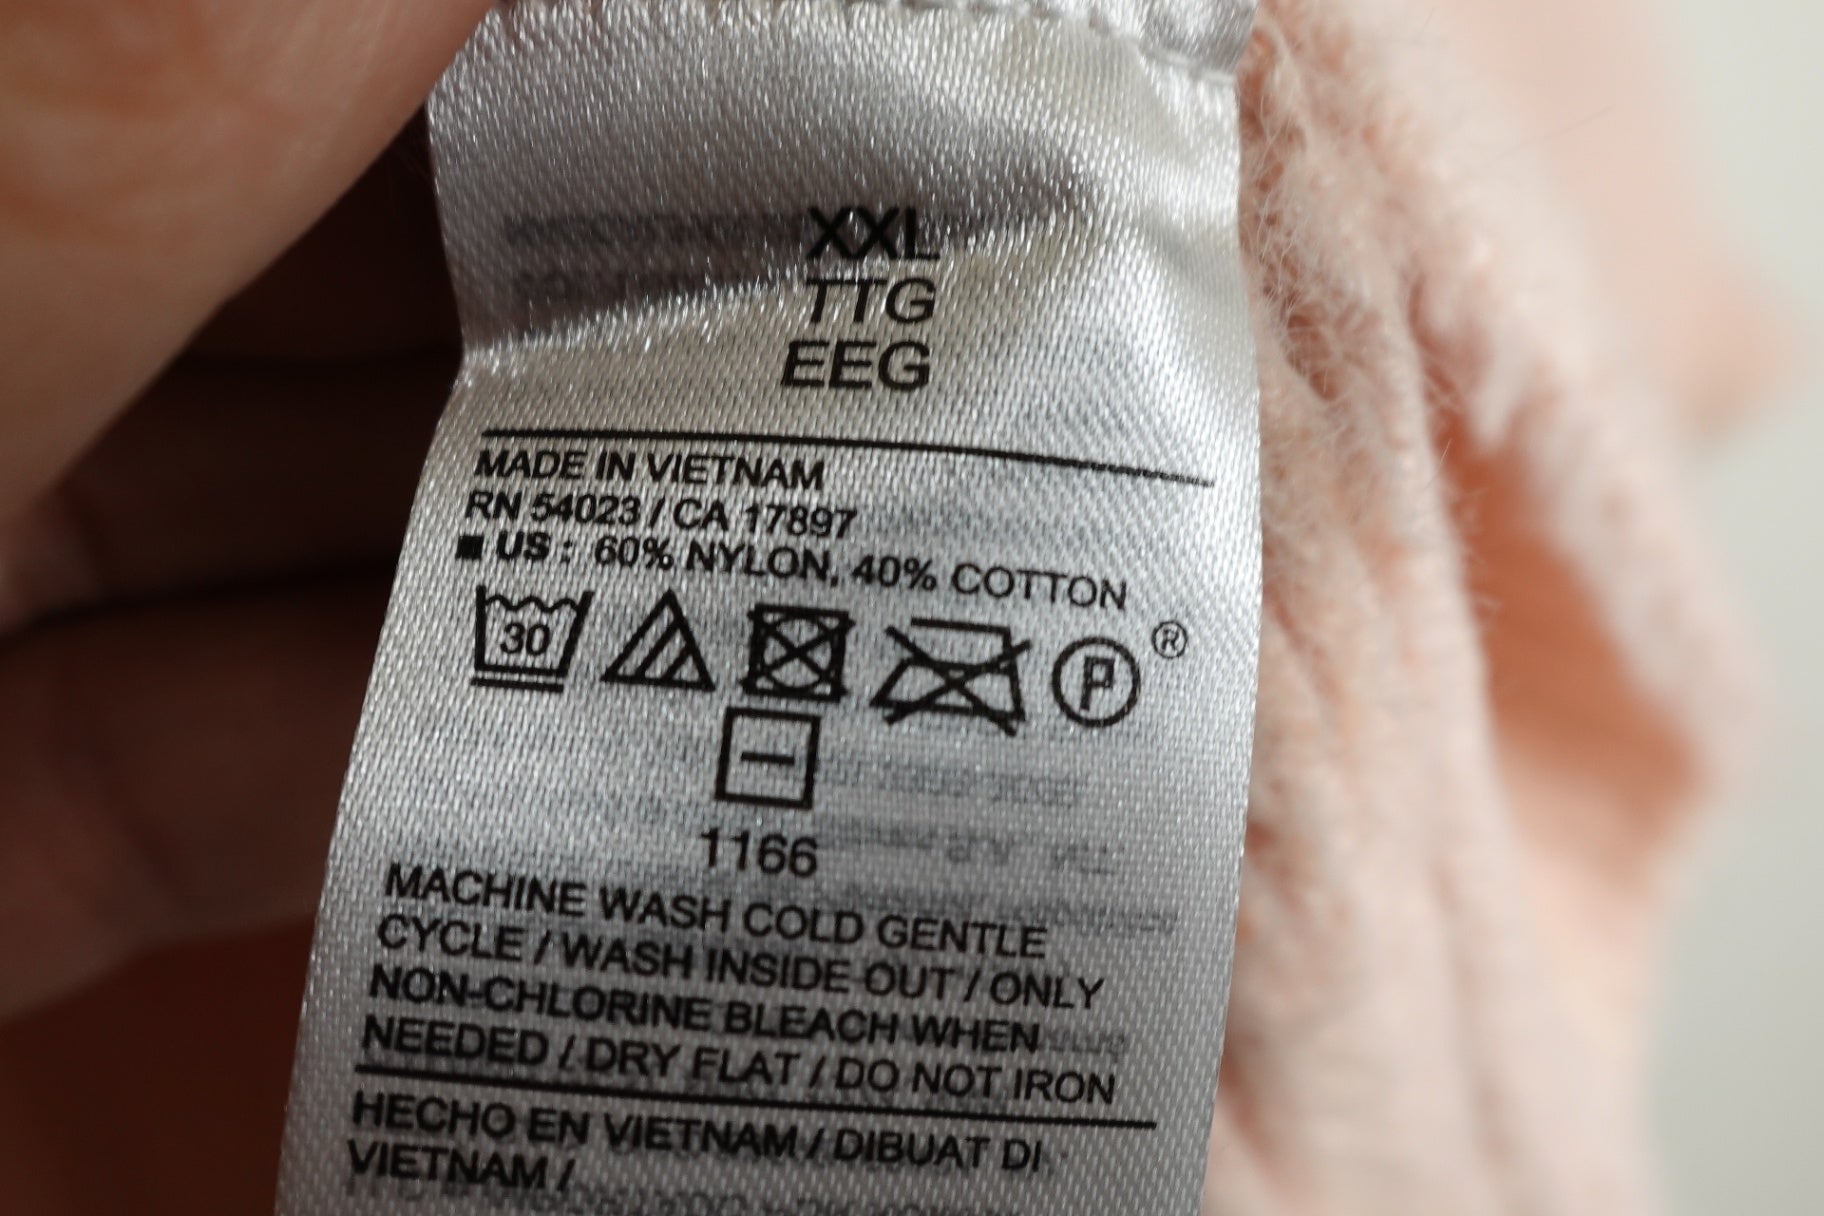 XXL
TTG
EEG
MADE IN VIETNAM
RN 54023 / CA 17897
■ US : 60% NYLON, 40% COTTON
30
P ®
1166
MACHINE WASH COLD GENTLE
CYCLE / WASH INSIDE OUT / ONLY
NON-CHLORINE BLEACH WHEN
NEEDED / DRY FLAT / DO NOT IRON
HECHO EN VIETNAM / DIBUAT DI
VIETNAM /